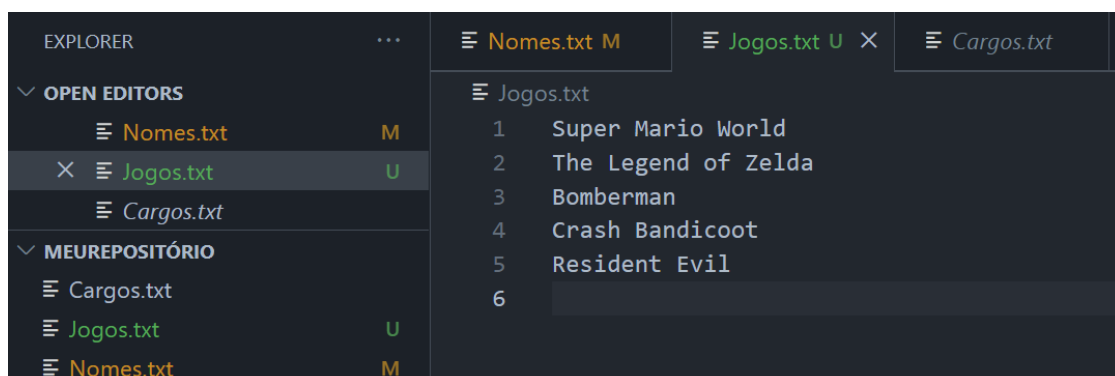 EXPLORER ...
OPEN EDITORS
Nomes.txt M
Jogos.txt U
Cargos.txt
MEUREPOSITÓRIO
Cargos.txt
Jogos.txt U
Nomes.txt M
Nomes.txt M Jogos.txt U Cargos.txt
Jogos.txt
1 Super Mario World
2 The Legend of Zelda
3 Bomberman
4 Crash Bandicoot
5 Resident Evil
6